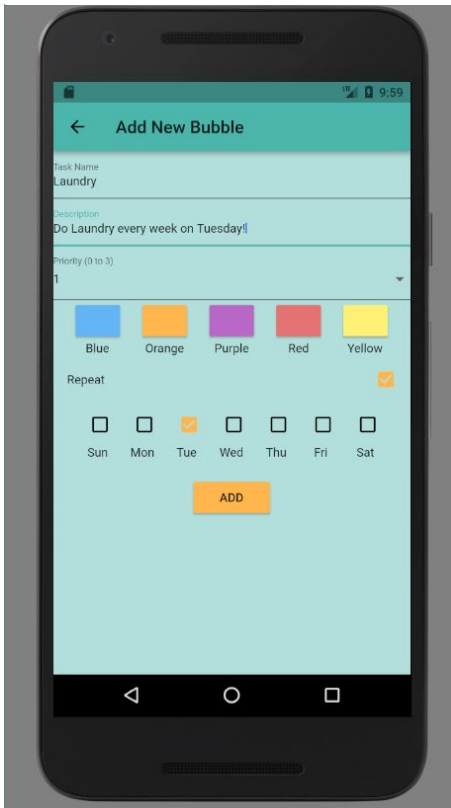 9:59
Add New Bubble
Task Name
Laundry
Description
Do Laundry every week on Tuesday!
Priority (0 to 3)
1
Blue Orange Purple Red Yellow
Repeat
Sun Mon Tue Wed Thu Fri Sat
ADD